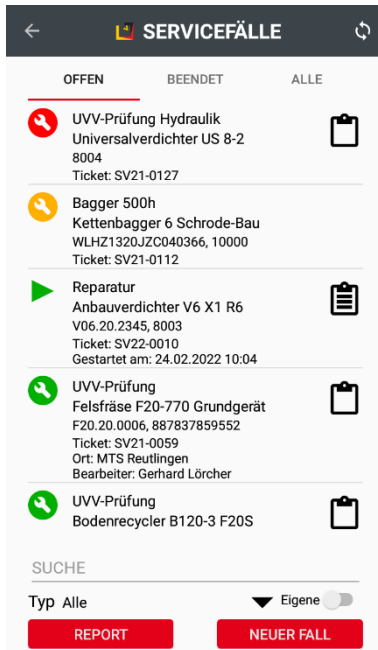 SERVICEFÄLLE
OFFEN BEENDET ALLE
UVV-Prüfung Hydraulik
Universalverdichter US 8-2
8004
Ticket: SV21-0127
Bagger 500h
Kettenbagger 6 Schrode-Bau
WLHZ1320JZC040366, 10000
Ticket: SV21-0112
Reparatur
Anbauverdichter V6 X1 R6
V06.20.2345, 8003
Ticket: SV22-0010
Gestartet am: 24.02.2022 10:04
UVV-Prüfung
Felsfräse F20-770 Grundgerät
F20.20.0006, 887837859552
Ticket: SV21-0059
Ort: MTS Reutlingen
Bearbeiter: Gerhard Lörcher
UVV-Prüfung
Bodenrecycler B120-3 F20S
SUCHE
Typ Alle Eigene
REPORT NEUER FALL